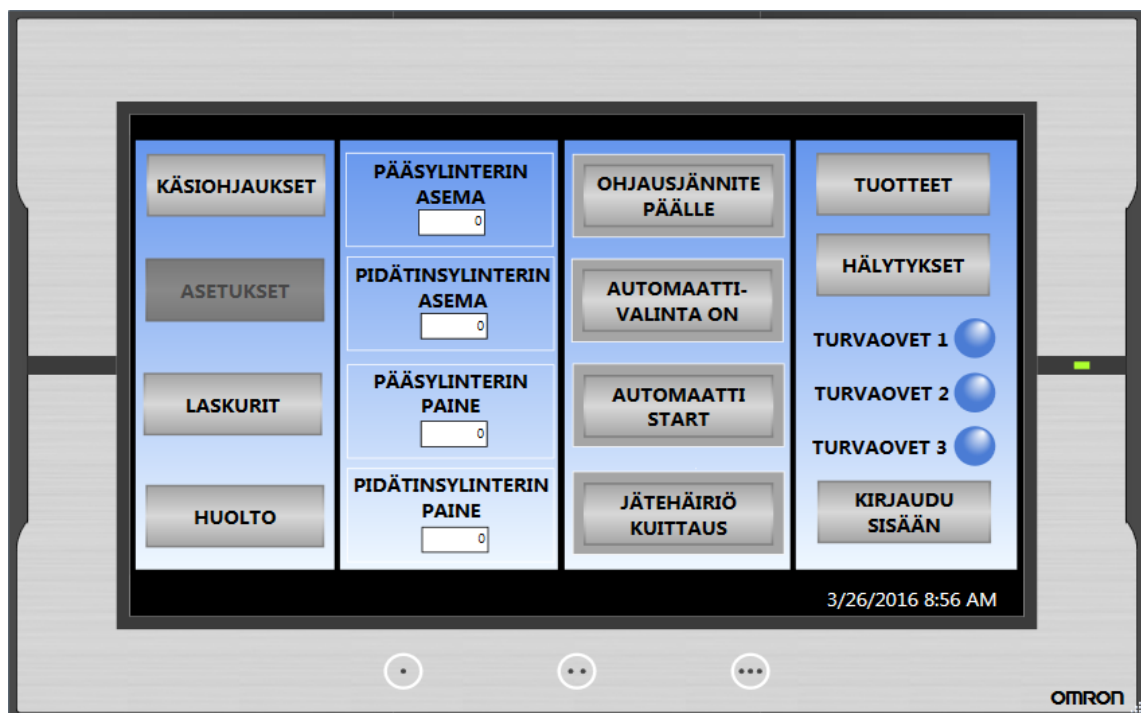 KÄSIOHJAUKSET
ASETUKSET
LASKURIT
HUOLTO
PÄÄSYLINTERIN
ASEMA
0
PIDÄTINSYLINTERIN
ASEMA
0
PÄÄSYLINTERIN
PAINE
0
PIDÄTINSYLINTERIN
PAINE
0
OHJAUSJÄNNITE
PÄÄLLE
AUTOMAATTI-
VALINTA ON
AUTOMAATTI
START
JÄTEHÄIRIÖ
KUITTAUS
TUOTTEET
HÄLYTYKSET
TURVAOVET 1
TURVAOVET 2
TURVAOVET 3
KIRJAUDU
SISÄÄN
3/26/2016 8:56 AM
OMRON